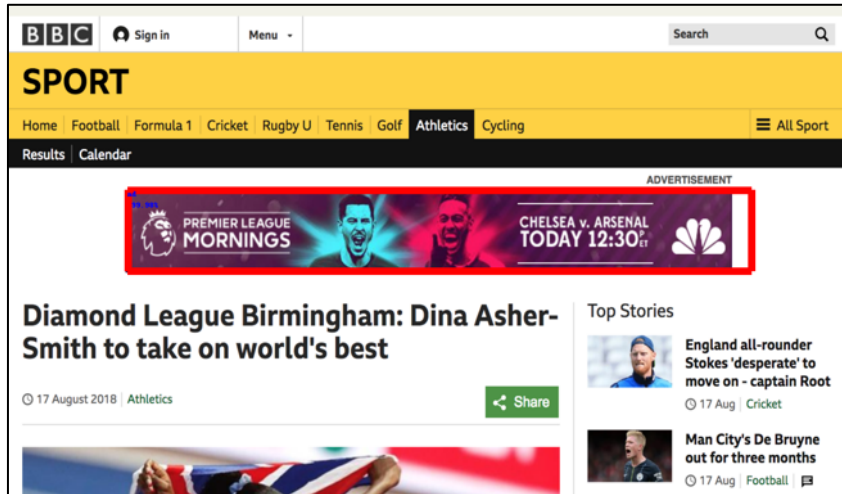 BBC Sign in Menu Search
SPORT
Home Football Formula 1 Cricket Rugby U Tennis Golf Athletics Cycling All Sport
Results Calendar
ADVERTISEMENT
ad
PREMIER LEAGUE
MORNINGS
CHELSEA v. ARSENAL
TODAY 12:30 ET
Diamond League Birmingham: Dina Asher-
Smith to take on world's best
17 August 2018 Athletics
Share
Top Stories
England all-rounder
Stokes 'desperate' to
move on - captain Root
17 Aug Cricket
Man City's De Bruyne
out for three months
17 Aug Football